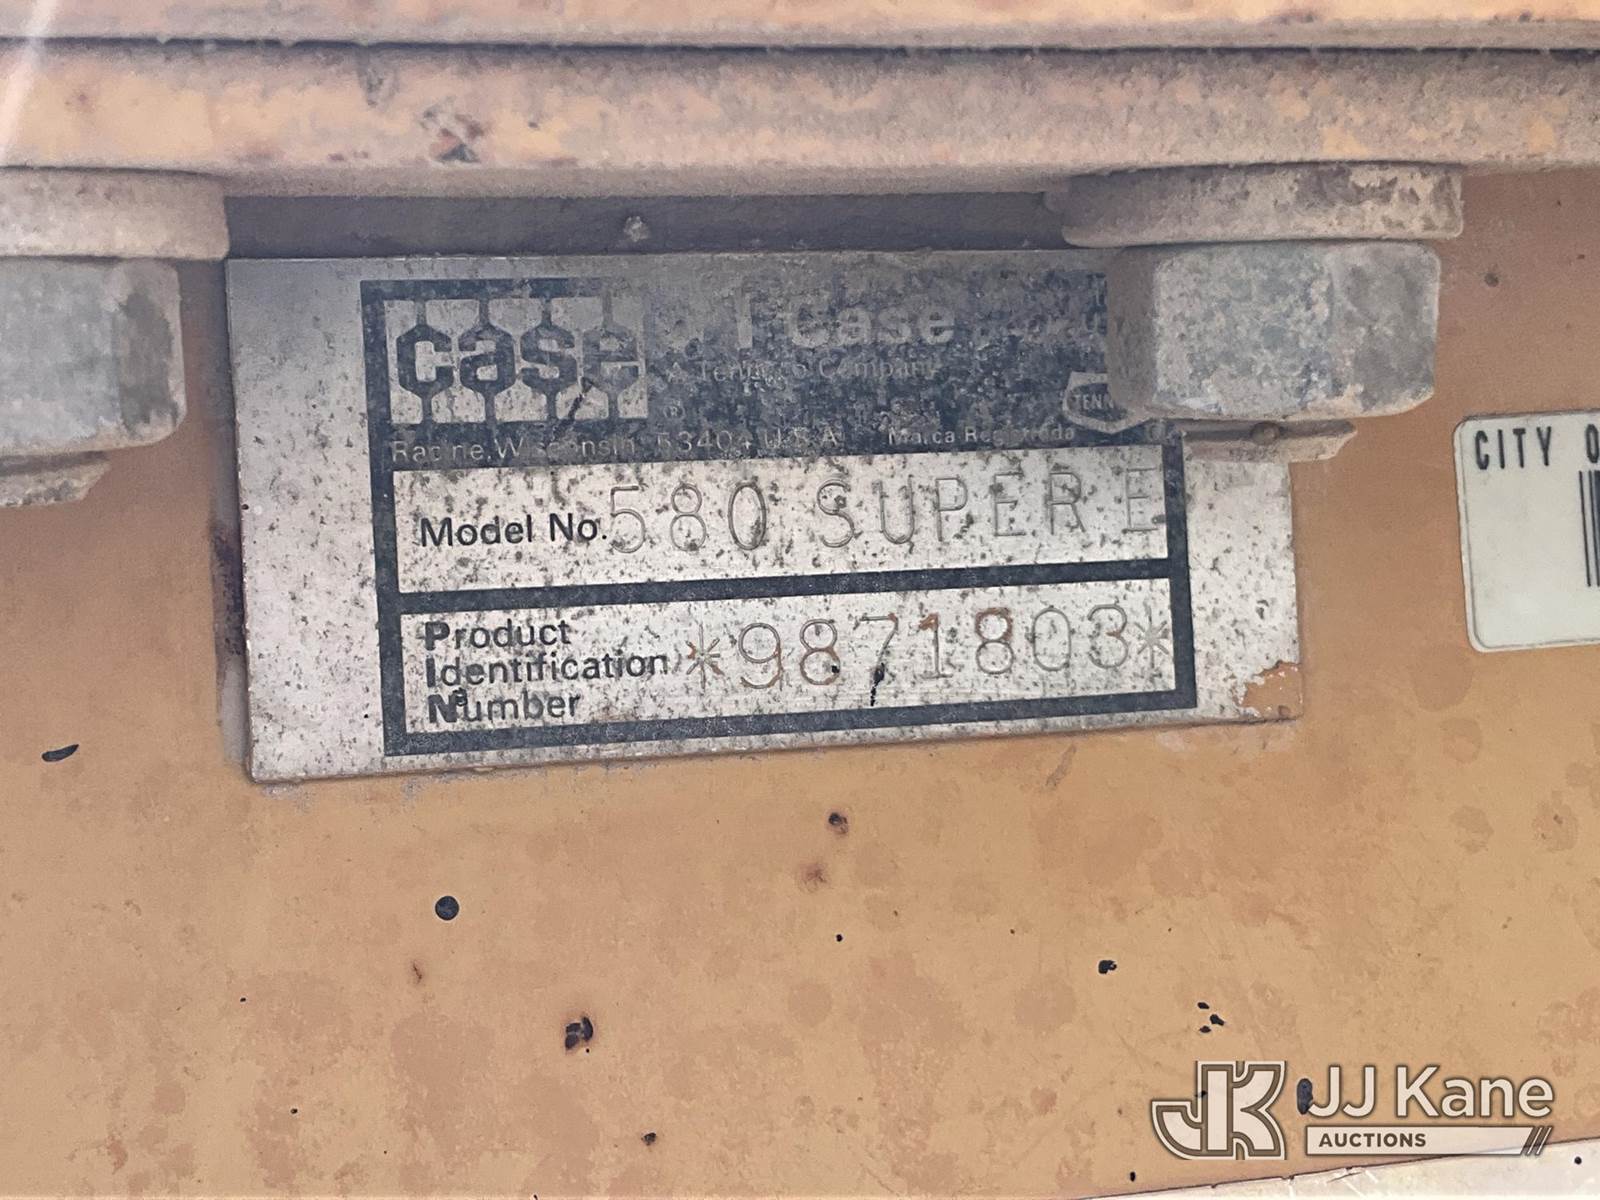 case
Case
A Tenneco Company
®
Racine, Wisconsin 53404 U.S.A. Marca Registrada
Model No. 580 SUPER E
Product
Identification *9871803*
Number
CITY
JK JJ Kane
AUCTIONS